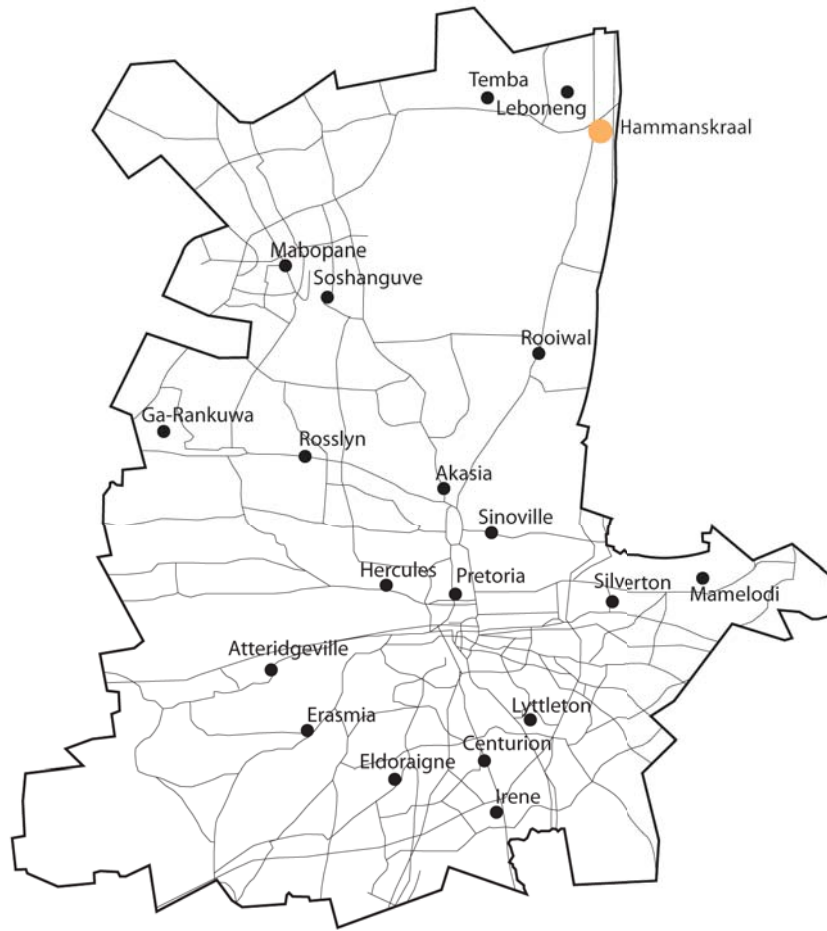 Temba
Leboneng
Hammanskraal
Mabopane
Soshanguve
Rooiwal
Ga-Rankuwa
Rosslyn
Akasia
Sinoville
Hercules
Pretoria
Silverton
Mamelodi
Atteridgeville
Lyttleton
Erasmia
Centurion
Eldoraigne
Irene